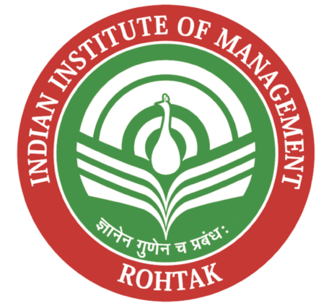 INDIAN INSTITUTE OF MANAGEMENT
ज्ञानेन गुणेन च प्रबंध:
ROHTAK